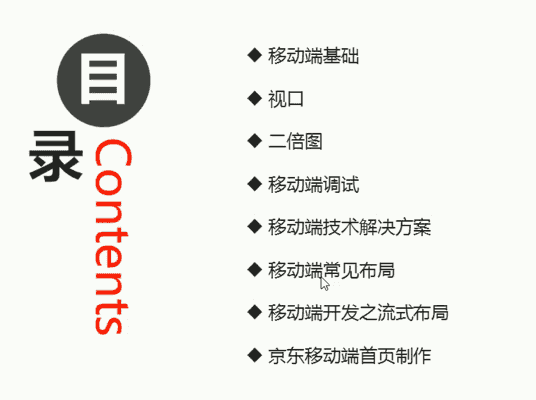 目
录
Contents
◆ 移动端基础
◆ 视口
◆ 二倍图
◆ 移动端调试
◆ 移动端技术解决方案
◆ 移动端常见布局
◆ 移动端开发之流式布局
◆ 京东移动端首页制作